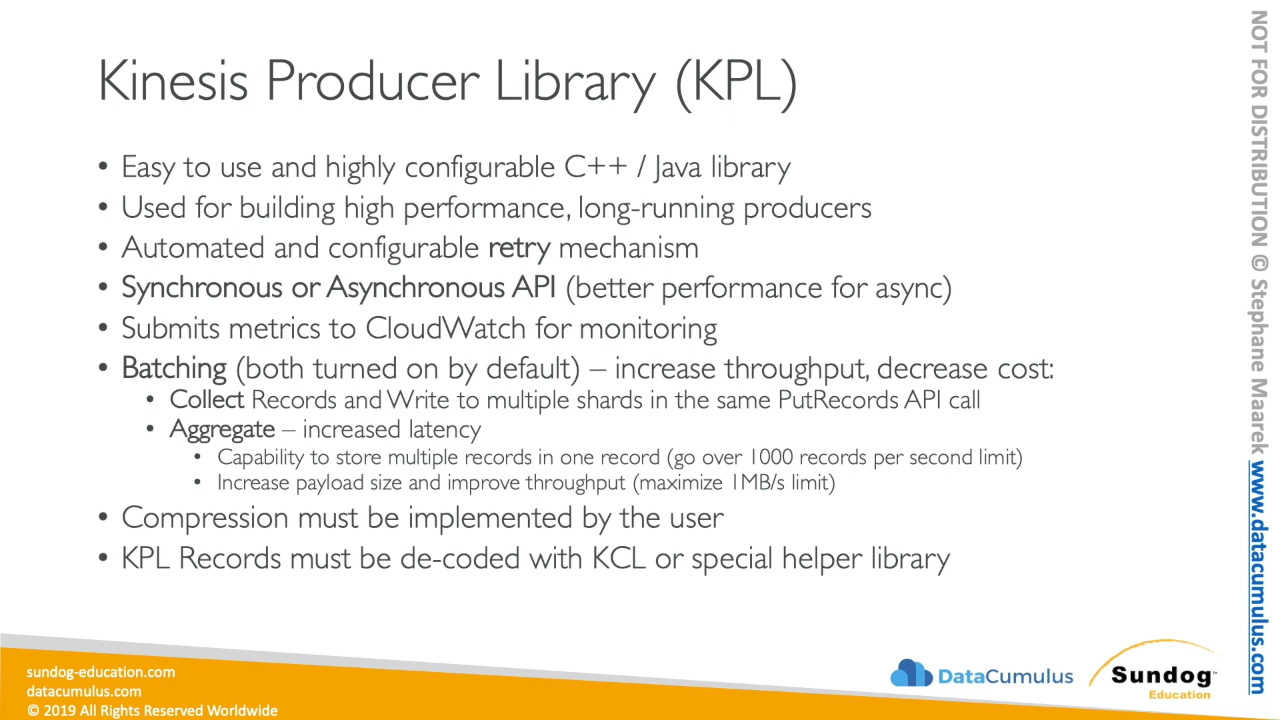 Kinesis Producer Library (KPL)
• Easy to use and highly configurable C++ / Java library
• Used for building high performance, long-running producers
• Automated and configurable retry mechanism
• Synchronous or Asynchronous API (better performance for async)
• Submits metrics to CloudWatch for monitoring
• Batching (both turned on by default) – increase throughput, decrease cost:
• Collect Records and Write to multiple shards in the same PutRecords API call
• Aggregate – increased latency
• Capability to store multiple records in one record (go over 1000 records per second limit)
• Increase payload size and improve throughput (maximize 1MB/s limit)
• Compression must be implemented by the user
• KPL Records must be de-coded with KCL or special helper library
NOT FOR DISTRIBUTION © Stephane Maarek www.datacumulus.com
sundog-education.com
datacumulus.com
© 2019 All Rights Reserved Worldwide
DataCumulus
Sundog™
Education